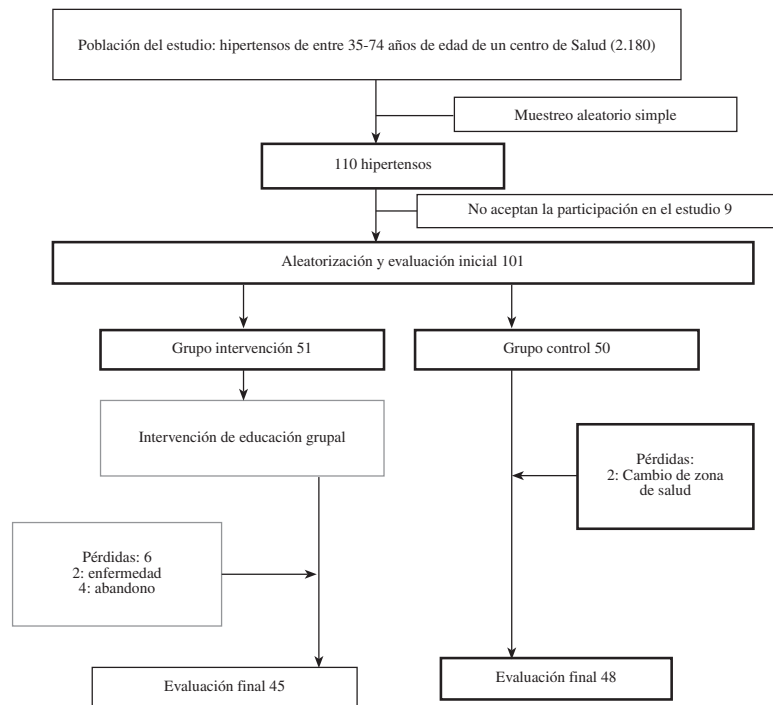 Población del estudio: hipertensos de entre 35-74 años de edad de un centro de Salud (2.180)
Muestreo aleatorio simple
110 hipertensos
No aceptan la participación en el estudio 9
Aleatorización y evaluación inicial 101
Grupo intervención 51
Grupo control 50
Intervención de educación grupal
Pérdidas:
2: Cambio de zona
de salud
Pérdidas: 6
2: enfermedad
4: abandono
Evaluación final 45
Evaluación final 48